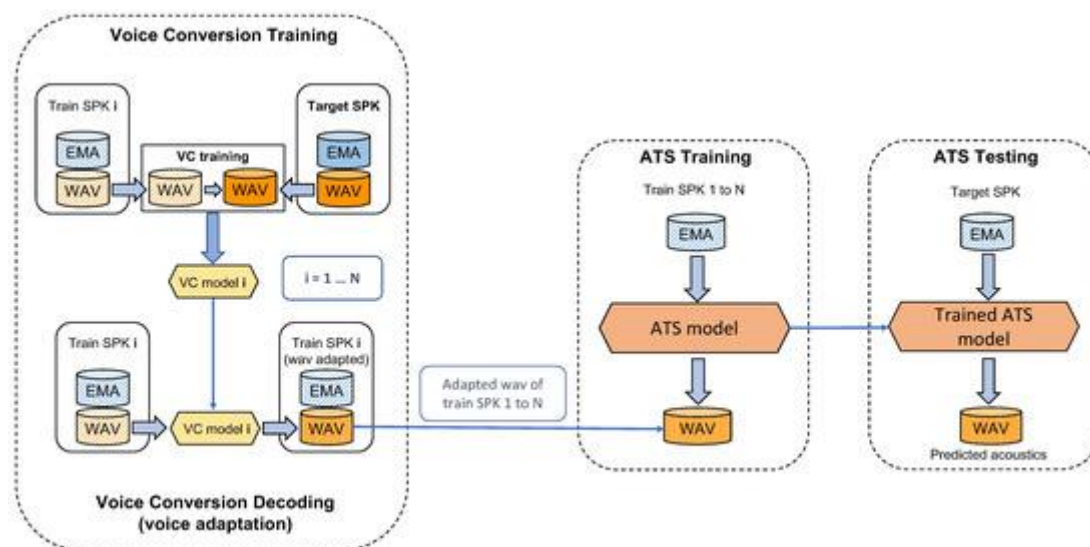 Voice Conversion Training
Train SPK i
EMA
WAV
VC training
WAV
WAV
Target SPK
EMA
WAV
VC model i
i = 1 ... N
Train SPK i
EMA
WAV
VC model i
Train SPK i
(wav adapted)
EMA
WAV
Voice Conversion Decoding
(voice adaptation)
Adapted wav of
train SPK 1 to N
ATS Training
Train SPK 1 to N
EMA
ATS model
WAV
ATS Testing
Target SPK
EMA
Trained ATS
model
WAV
Predicted acoustics